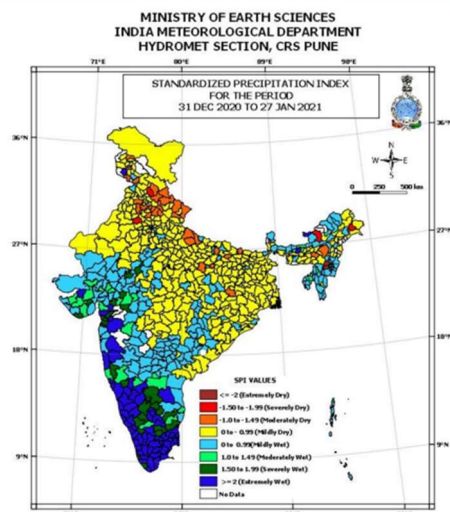 MINISTRY OF EARTH SCIENCES
INDIA METEOROLOGICAL DEPARTMENT
HYDROMET SECTION, CRS PUNE
71°E 80°E 89°E 98°E
STANDARDIZED PRECIPITATION INDEX
FOR THE PERIOD
31 DEC 2020 TO 27 JAN 2021
36°N 36°N
N
W E
S
0 250 500 km
27°N 27°N
18°N 18°N
SPI VALUES
<= -2 (Extremely Dry)
-1.50 to -1.99 (Severely Dry)
-1.0 to -1.49 (Moderately Dry
0 to - 0.99 (Mildly Dry)
0 to 0.99(Mildly Wet)
1.0 to 1.49 (Moderately Wet)
1.50 to 1.99 (Severely Wet)
>= 2 (Extremely Wet)
No Data
9°N 9°N